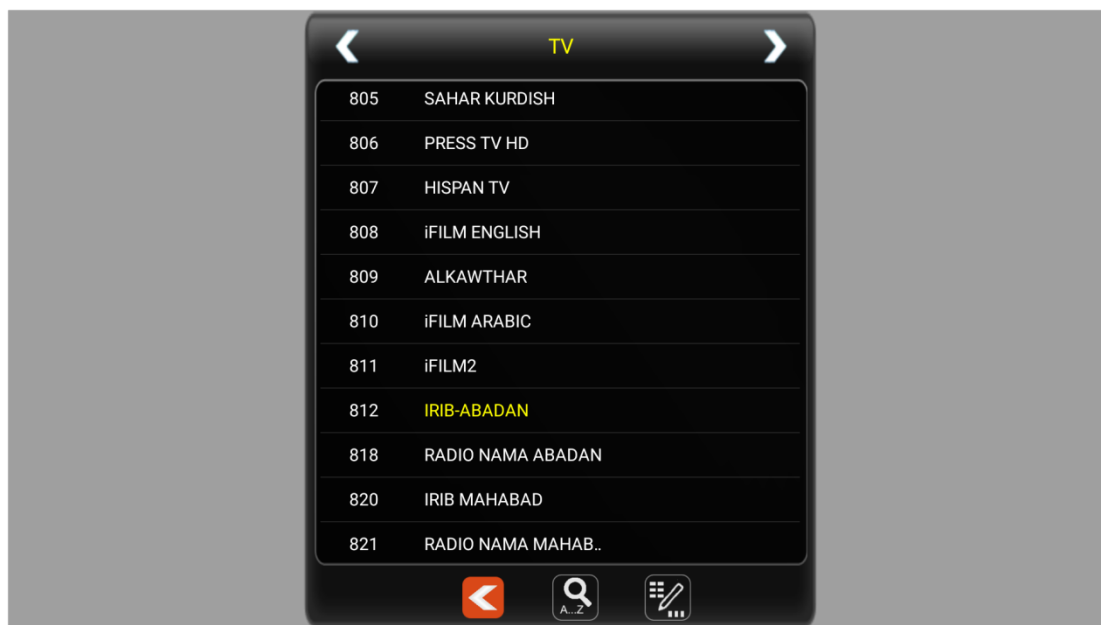 TV
805 SAHAR KURDISH
806 PRESS TV HD
807 HISPAN TV
808 iFILM ENGLISH
809 ALKAWTHAR
810 iFILM ARABIC
811 iFILM2
812 IRIB-ABADAN
818 RADIO NAMA ABADAN
820 IRIB MAHABAD
821 RADIO NAMA MAHAB..
A...Z